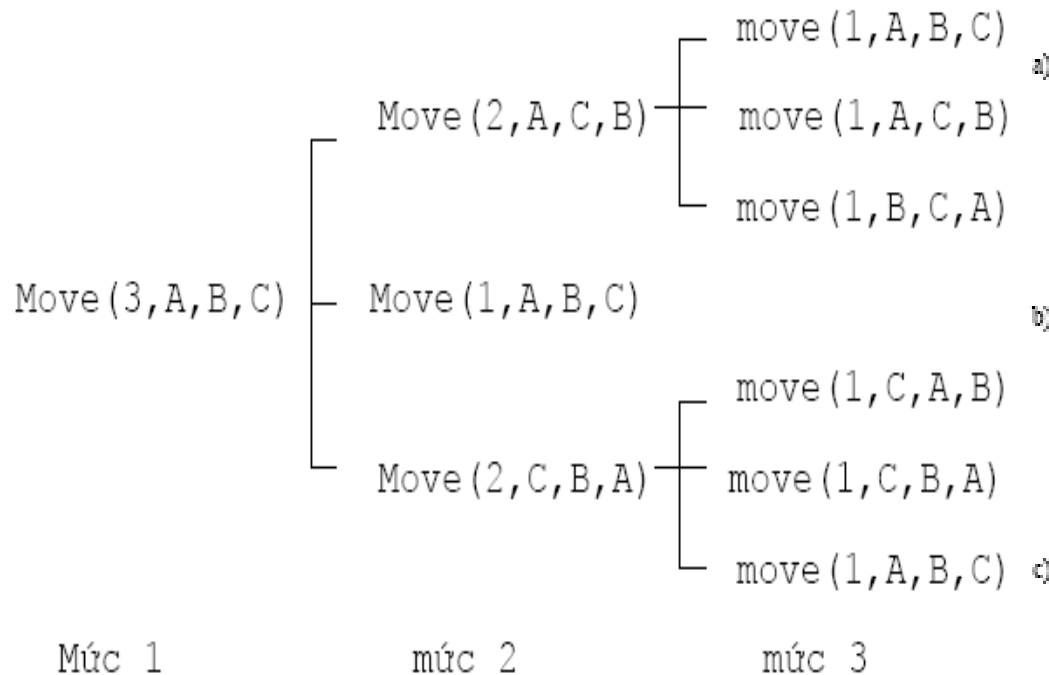 move(1,A,B,C)
a)
Move(2,A,C,B)
move(1,A,C,B)
move(1,B,C,A)
Move(3,A,B,C)
Move(1,A,B,C)
b)
move(1,C,A,B)
Move(2,C,B,A)
move(1,C,B,A)
move(1,A,B,C)
c)
Mức 1
mức 2
mức 3